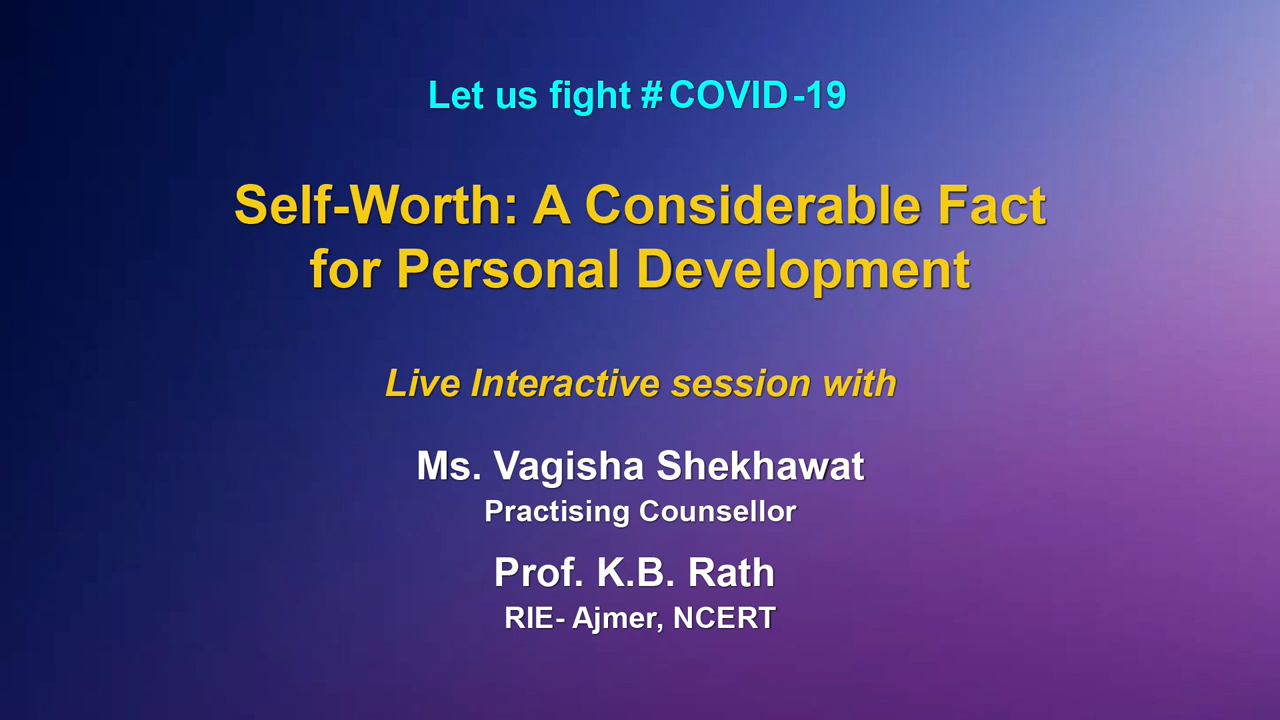 Let us fight #COVID-19
Self-Worth: A Considerable Fact
for Personal Development
Live Interactive session with
Ms. Vagisha Shekhawat
Practising Counsellor
Prof. K.B. Rath
RIE- Ajmer, NCERT